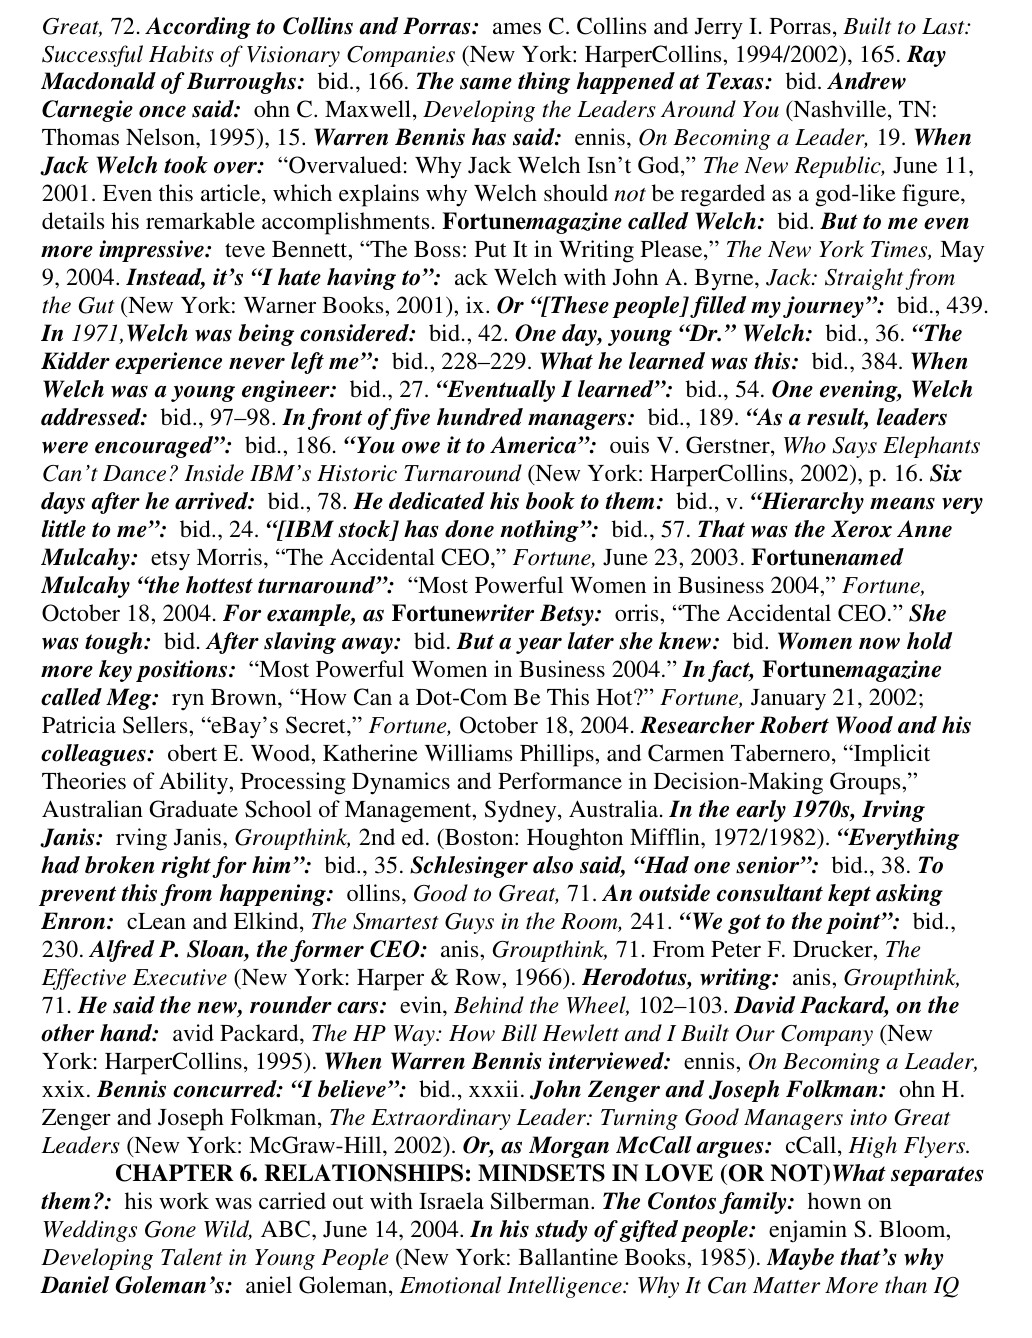 Great, 72. According to Collins and Porras: ames C. Collins and Jerry I. Porras, Built to Last:
Successful Habits of Visionary Companies (New York: HarperCollins, 1994/2002), 165. Ray
Macdonald of Burroughs: bid., 166. The same thing happened at Texas: bid. Andrew
Carnegie once said: ohn C. Maxwell, Developing the Leaders Around You (Nashville, TN:
Thomas Nelson, 1995), 15. Warren Bennis has said: ennis, On Becoming a Leader, 19. When
Jack Welch took over: “Overvalued: Why Jack Welch Isn’t God,” The New Republic, June 11,
2001. Even this article, which explains why Welch should not be regarded as a god-like figure,
details his remarkable accomplishments. Fortunemagazine called Welch: bid. But to me even
more impressive: teve Bennett, “The Boss: Put It in Writing Please,” The New York Times, May
9, 2004. Instead, it’s “I hate having to”: ack Welch with John A. Byrne, Jack: Straight from
the Gut (New York: Warner Books, 2001), ix. Or “[These people] filled my journey”: bid., 439.
In 1971,Welch was being considered: bid., 42. One day, young “Dr.” Welch: bid., 36. “The
Kidder experience never left me”: bid., 228–229. What he learned was this: bid., 384. When
Welch was a young engineer: bid., 27. “Eventually I learned”: bid., 54. One evening, Welch
addressed: bid., 97–98. In front of five hundred managers: bid., 189. “As a result, leaders
were encouraged”: bid., 186. “You owe it to America”: ouis V. Gerstner, Who Says Elephants
Can’t Dance? Inside IBM’s Historic Turnaround (New York: HarperCollins, 2002), p. 16. Six
days after he arrived: bid., 78. He dedicated his book to them: bid., v. “Hierarchy means very
little to me”: bid., 24. “[IBM stock] has done nothing”: bid., 57. That was the Xerox Anne
Mulcahy: etsy Morris, “The Accidental CEO,” Fortune, June 23, 2003. Fortunenamed
Mulcahy “the hottest turnaround”: “Most Powerful Women in Business 2004,” Fortune,
October 18, 2004. For example, as Fortunewriter Betsy: orris, “The Accidental CEO.” She
was tough: bid. After slaving away: bid. But a year later she knew: bid. Women now hold
more key positions: “Most Powerful Women in Business 2004.” In fact, Fortunemagazine
called Meg: ryn Brown, “How Can a Dot-Com Be This Hot?” Fortune, January 21, 2002;
Patricia Sellers, “eBay’s Secret,” Fortune, October 18, 2004. Researcher Robert Wood and his
colleagues: obert E. Wood, Katherine Williams Phillips, and Carmen Tabernero, “Implicit
Theories of Ability, Processing Dynamics and Performance in Decision-Making Groups,”
Australian Graduate School of Management, Sydney, Australia. In the early 1970s, Irving
Janis: rving Janis, Groupthink, 2nd ed. (Boston: Houghton Mifflin, 1972/1982). “Everything
had broken right for him”: bid., 35. Schlesinger also said, “Had one senior”: bid., 38. To
prevent this from happening: ollins, Good to Great, 71. An outside consultant kept asking
Enron: cLean and Elkind, The Smartest Guys in the Room, 241. “We got to the point”: bid.,
230. Alfred P. Sloan, the former CEO: anis, Groupthink, 71. From Peter F. Drucker, The
Effective Executive (New York: Harper & Row, 1966). Herodotus, writing: anis, Groupthink,
71. He said the new, rounder cars: evin, Behind the Wheel, 102–103. David Packard, on the
other hand: avid Packard, The HP Way: How Bill Hewlett and I Built Our Company (New
York: HarperCollins, 1995). When Warren Bennis interviewed: ennis, On Becoming a Leader,
xxix. Bennis concurred: “I believe”: bid., xxxii. John Zenger and Joseph Folkman: ohn H.
Zenger and Joseph Folkman, The Extraordinary Leader: Turning Good Managers into Great
Leaders (New York: McGraw-Hill, 2002). Or, as Morgan McCall argues: cCall, High Flyers.
CHAPTER 6. RELATIONSHIPS: MINDSETS IN LOVE (OR NOT)What separates
them?: his work was carried out with Israela Silberman. The Contos family: hown on
Weddings Gone Wild, ABC, June 14, 2004. In his study of gifted people: enjamin S. Bloom,
Developing Talent in Young People (New York: Ballantine Books, 1985). Maybe that’s why
Daniel Goleman’s: aniel Goleman, Emotional Intelligence: Why It Can Matter More than IQ